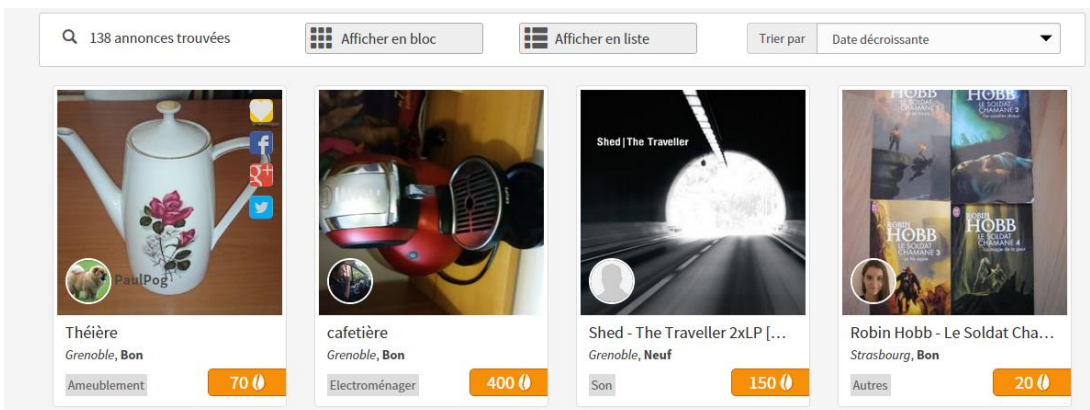 138 annonces trouvées
Afficher en bloc
Afficher en liste
Trier par
Date décroissante
PaulPog
Théière
Grenoble, Bon
Ameublement
70
cafetière
Grenoble, Bon
Electroménager
400
Shed | The Traveller
Shed - The Traveller 2xLP [...
Grenoble, Neuf
Son
150
HOBB
LE SOLDAT
CHAMANE
HOBB
LE SOLDAT
CHAMANE 2
ROBIN
HOBB
LE SOLDAT
CHAMANE 3
ROBIN
HOBB
LE SOLDAT
CHAMANE 4
Robin Hobb - Le Soldat Cha...
Strasbourg, Bon
Autres
20